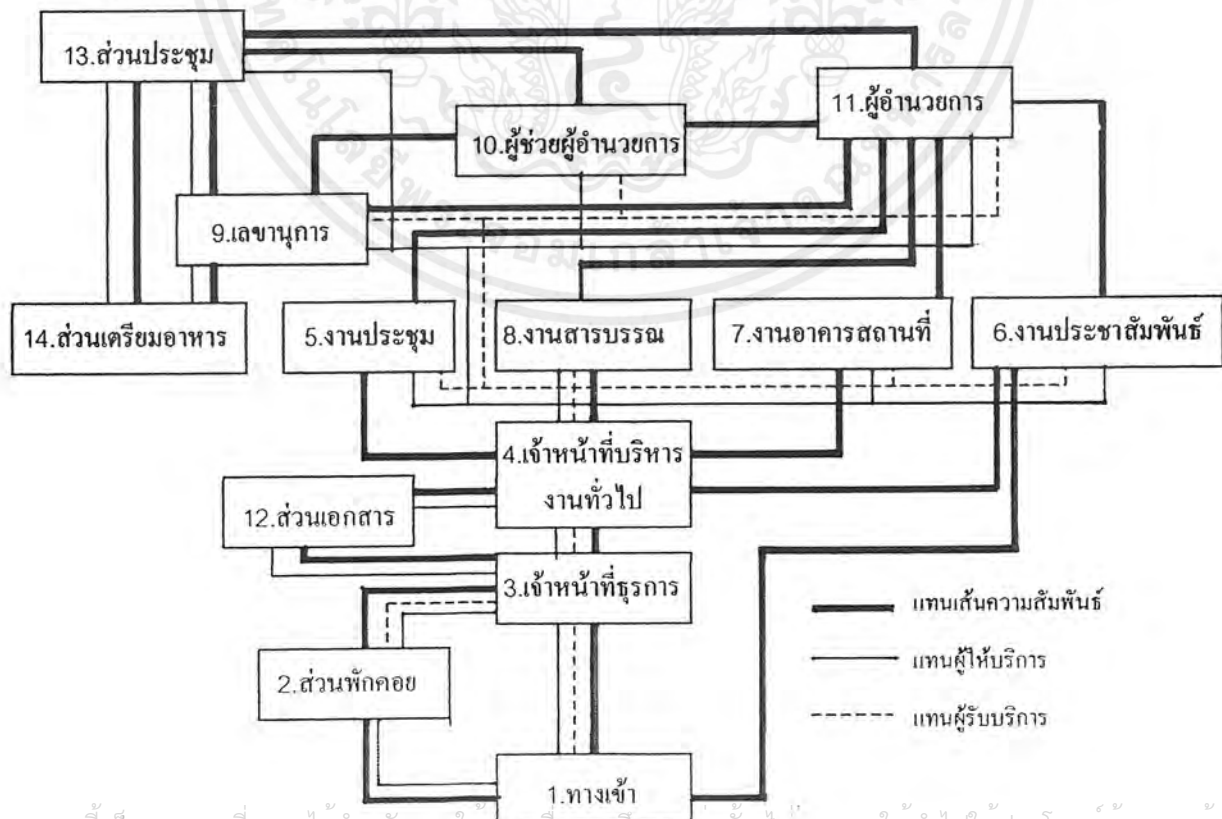 13.ส่วนประชุม
11.ผู้อำนวยการ
10.ผู้ช่วยผู้อำนวยการ
9.เลขานุการ
14.ส่วนเตรียมอาหาร
5.งานประชุม
8.งานสารบรรณ
7.งานอาคารสถานที่
6.งานประชาสัมพันธ์
4.เจ้าหน้าที่บริหาร
งานทั่วไป
12.ส่วนเอกสาร
3.เจ้าหน้าที่ธุรการ
2.ส่วนพักคอย
1.ทางเข้า
แทนเส้นความสัมพันธ์
แทนผู้ให้บริการ
แทนผู้รับบริการ